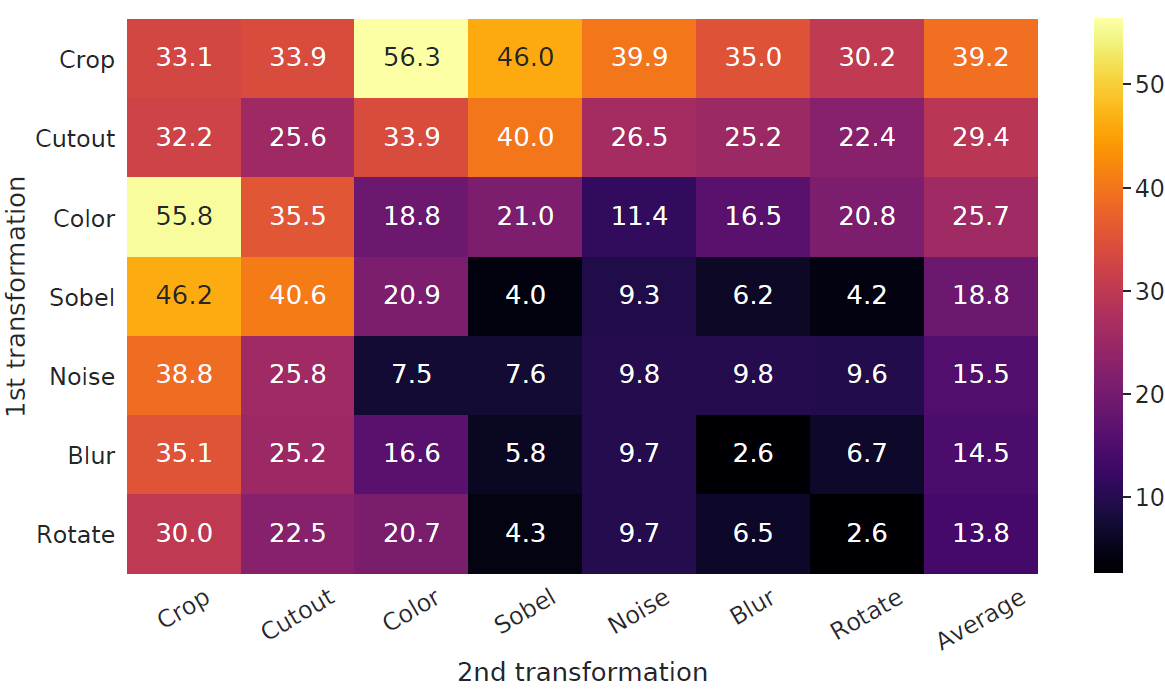 Crop 33.1 33.9 56.3 46.0 39.9 35.0 30.2 39.2
Cutout 32.2 25.6 33.9 40.0 26.5 25.2 22.4 29.4
Color 55.8 35.5 18.8 21.0 11.4 16.5 20.8 25.7
Sobel 46.2 40.6 20.9 4.0 9.3 6.2 4.2 18.8
Noise 38.8 25.8 7.5 7.6 9.8 9.8 9.6 15.5
Blur 35.1 25.2 16.6 5.8 9.7 2.6 6.7 14.5
Rotate 30.0 22.5 20.7 4.3 9.7 6.5 2.6 13.8
Crop Cutout Color Sobel Noise Blur Rotate Average
2nd transformation
1st transformation
50
40
30
20
10